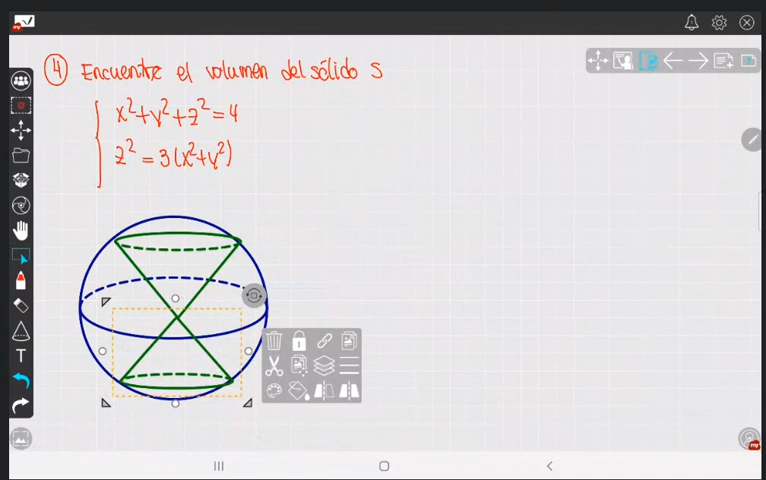 ④ Encuentre el volumen del sólido S
x²+y²+z²=4
z²=3(x²+y²)
T